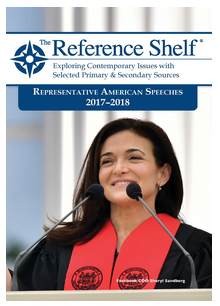 The Reference Shelf®
Exploring Contemporary Issues with
Selected Primary & Secondary Sources
REPRESENTATIVE AMERICAN SPEECHES
2017–2018
Facebook COO Sheryl Sandberg